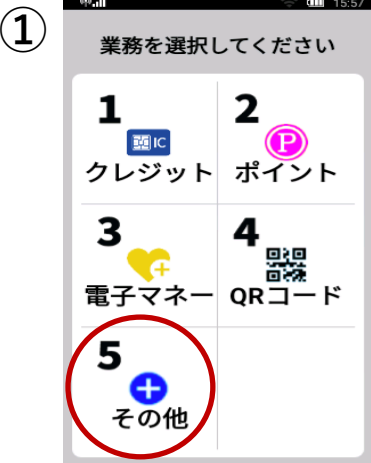 ①
15:57
業務を選択してください
1
2
IC
P
クレジット
ポイント
3
4
電子マネー
QRコード
5
その他